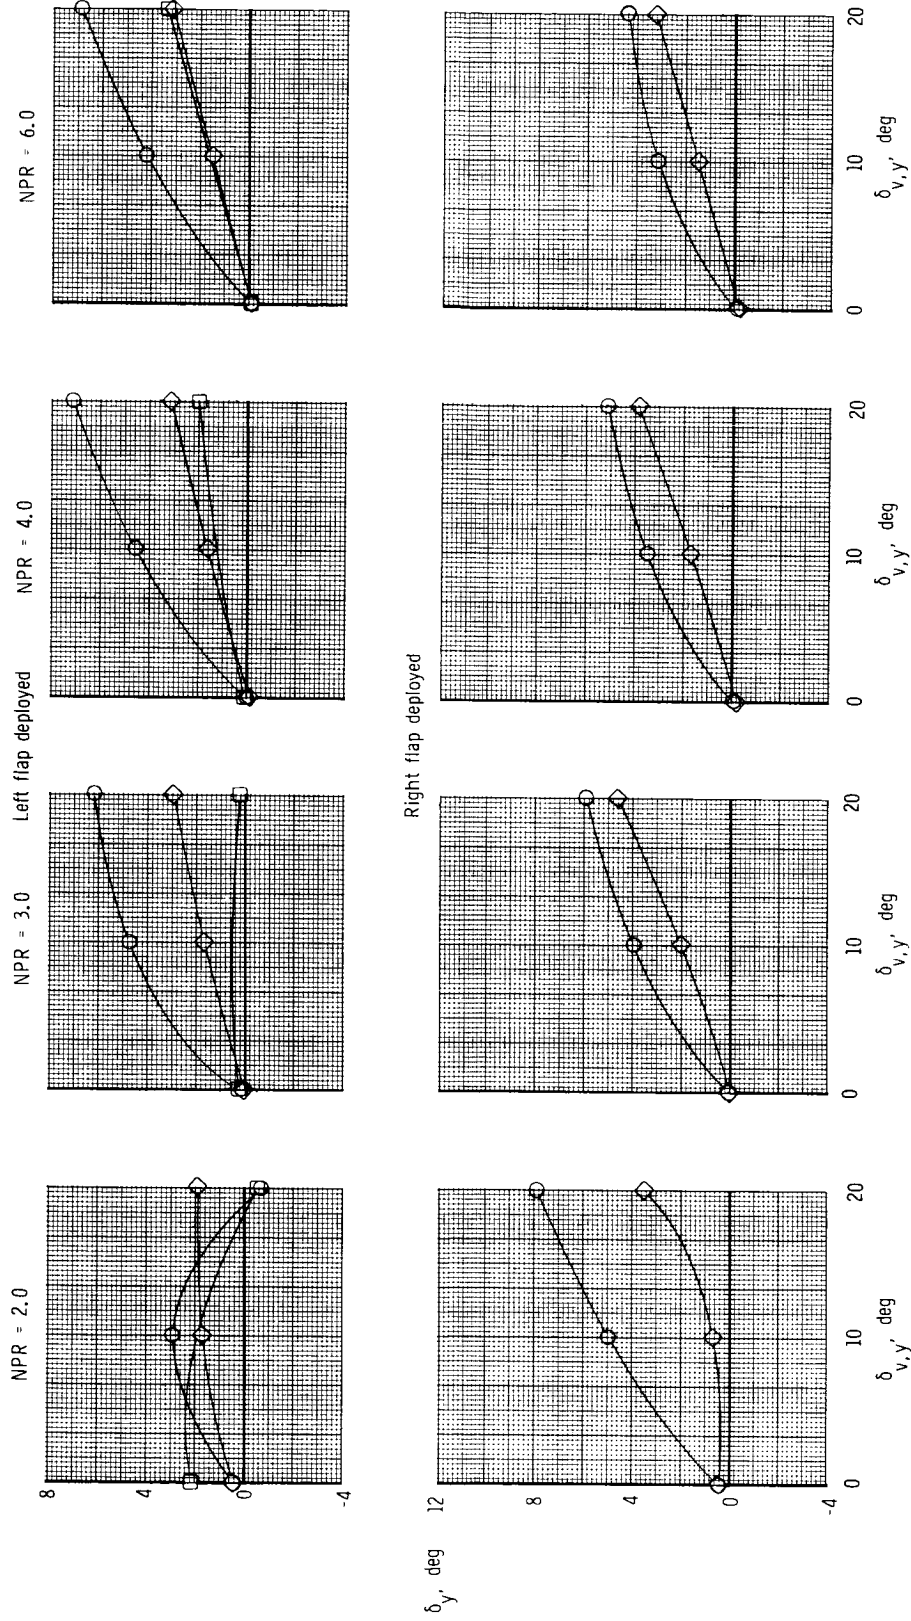 Left flap deployed
NPR = 2.0
NPR = 3.0
NPR = 4.0
NPR = 6.0
8
4
0
-4
δy, deg
Right flap deployed
12
8
4
0
-4
0 10 20
0 10 20
0 10 20
0 10 20
δv,y, deg
δv,y, deg
δv,y, deg
δv,y, deg